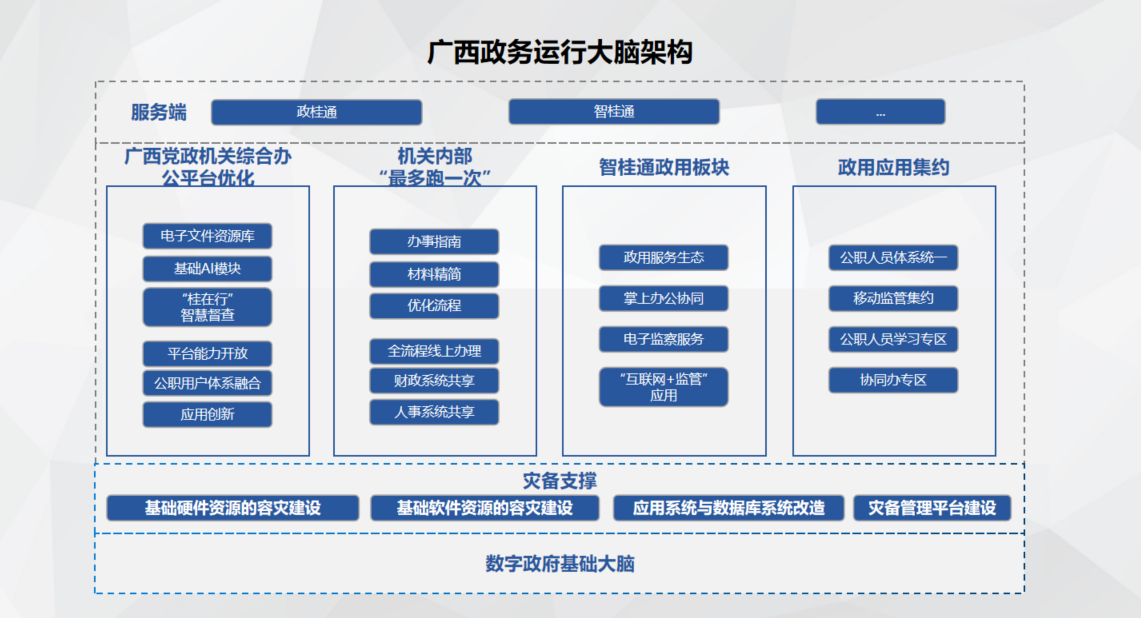 广西政务运行大脑架构
服务端
政桂通
智桂通
...
广西党政机关综合办
公平台优化
电子文件资源库
基础AI模块
“桂在行”
智慧督查
平台能力开放
公职用户体系融合
应用创新
机关内部
“最多跑一次”
办事指南
材料精简
优化流程
全流程线上办理
财政系统共享
人事系统共享
智桂通政用板块
政用服务生态
掌上办公协同
电子监察服务
“互联网+监管”
应用
政用应用集约
公职人员体系统一
移动监管集约
公职人员学习专区
协同办专区
灾备支撑
基础硬件资源的容灾建设
基础软件资源的容灾建设
应用系统与数据库系统改造
灾备管理平台建设
数字政府基础大脑